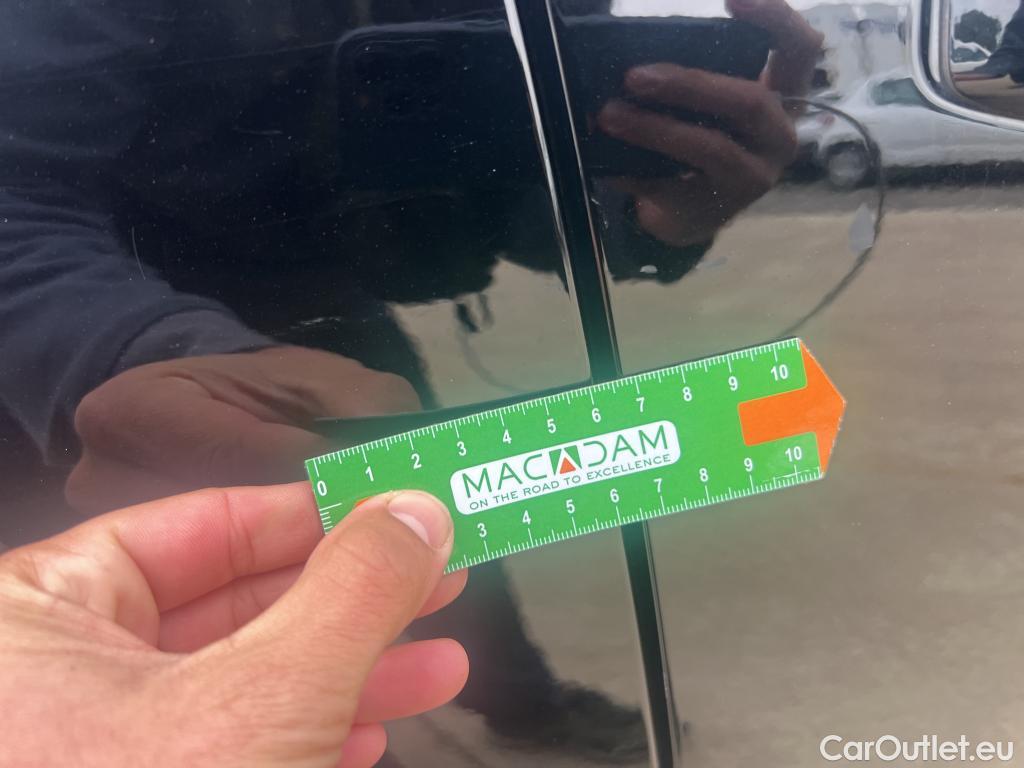 0 1 2 3 4 5 6 7 8 9 10
MACADAM
ON THE ROAD TO EXCELLENCE
3 4 5 6 7 8 9 10
CarOutlet.eu